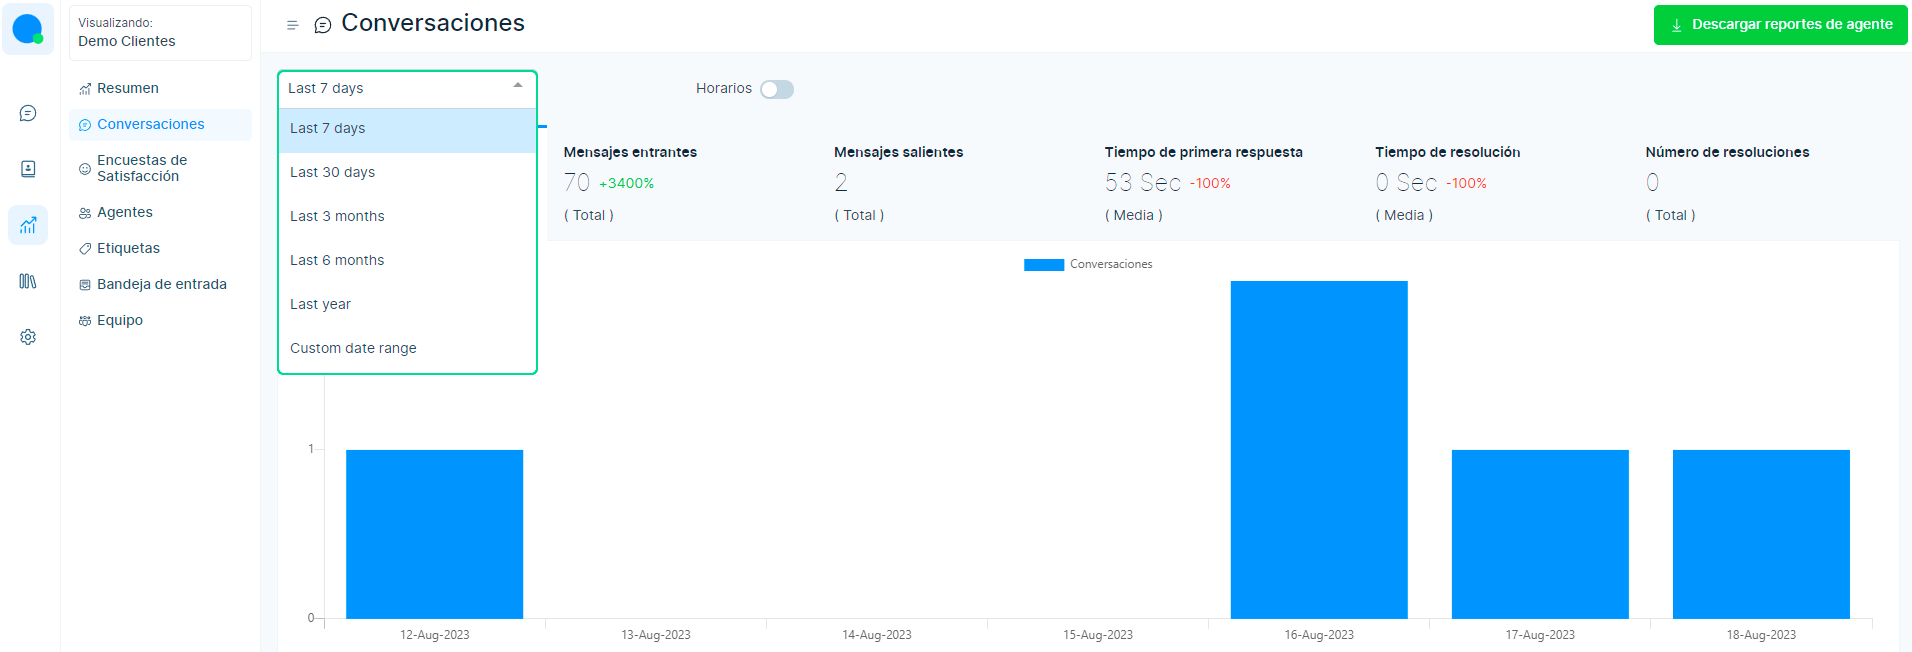 Visualizando:
Demo Clientes
Resumen
Conversaciones
Encuestas de
Satisfacción
Agentes
Etiquetas
Bandeja de entrada
Equipo
Conversaciones
Descargar reportes de agente
Last 7 days
Horarios
Last 7 days
Last 30 days
Last 3 months
Last 6 months
Last year
Custom date range
Mensajes entrantes
70 +3400%
( Total )
Mensajes salientes
2
( Total )
Tiempo de primera respuesta
53 Sec -100%
( Media )
Tiempo de resolución
0 Sec -100%
( Media )
Número de resoluciones
0
( Total )
Conversaciones
1
0
12-Aug-2023
13-Aug-2023
14-Aug-2023
15-Aug-2023
16-Aug-2023
17-Aug-2023
18-Aug-2023